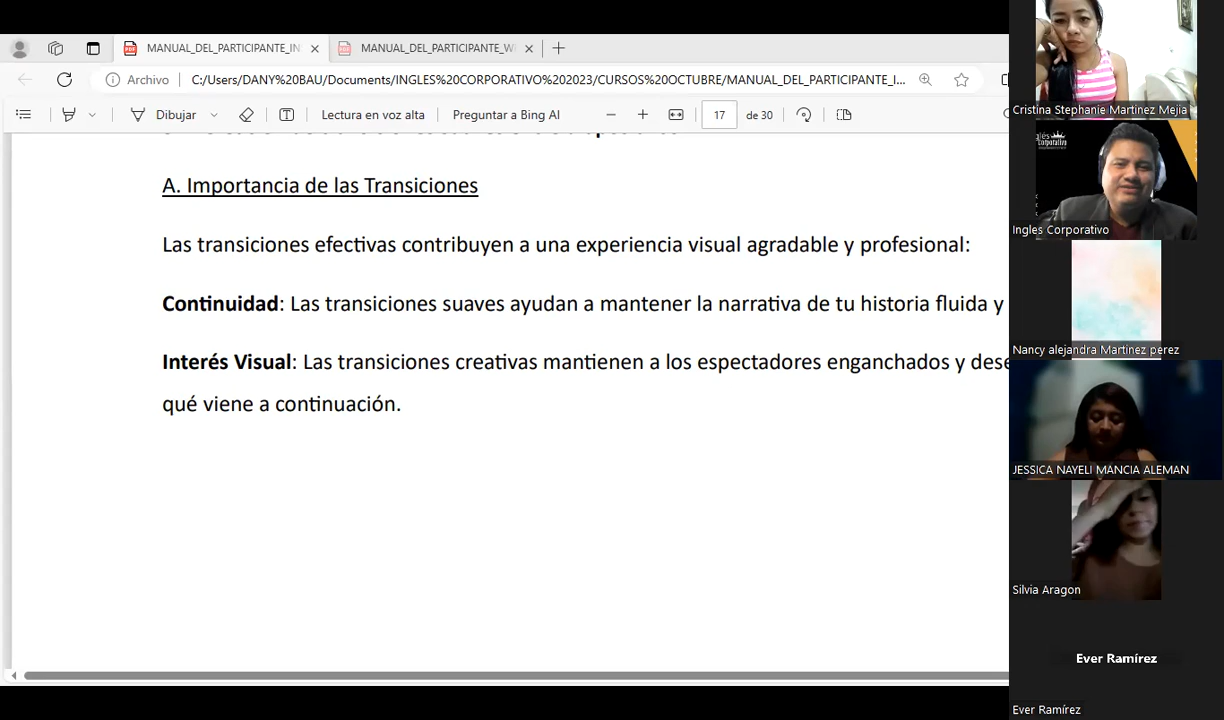 MANUAL_DEL_PARTICIPANTE_IN
MANUAL_DEL_PARTICIPANTE_W
Archivo
C:/Users/DANY%20BAU/Documents/INGLES%20CORPORATIVO%202023/CURSOS%20OCTUBRE/MANUAL_DEL_PARTICIPANTE_I...
Dibujar
Lectura en voz alta
Preguntar a Bing AI
17
de 30
A. Importancia de las Transiciones
Las transiciones efectivas contribuyen a una experiencia visual agradable y profesional:
Continuidad: Las transiciones suaves ayudan a mantener la narrativa de tu historia fluida y
Interés Visual: Las transiciones creativas mantienen a los espectadores enganchados y dese
qué viene a continuación.
Cristina Stephanie Martinez Mejia
Ingles Corporativo
Nancy alejandra Martinez perez
JESSICA NAYELI MANCIA ALEMAN
Silvia Aragon
Ever Ramírez
Ever Ramírez